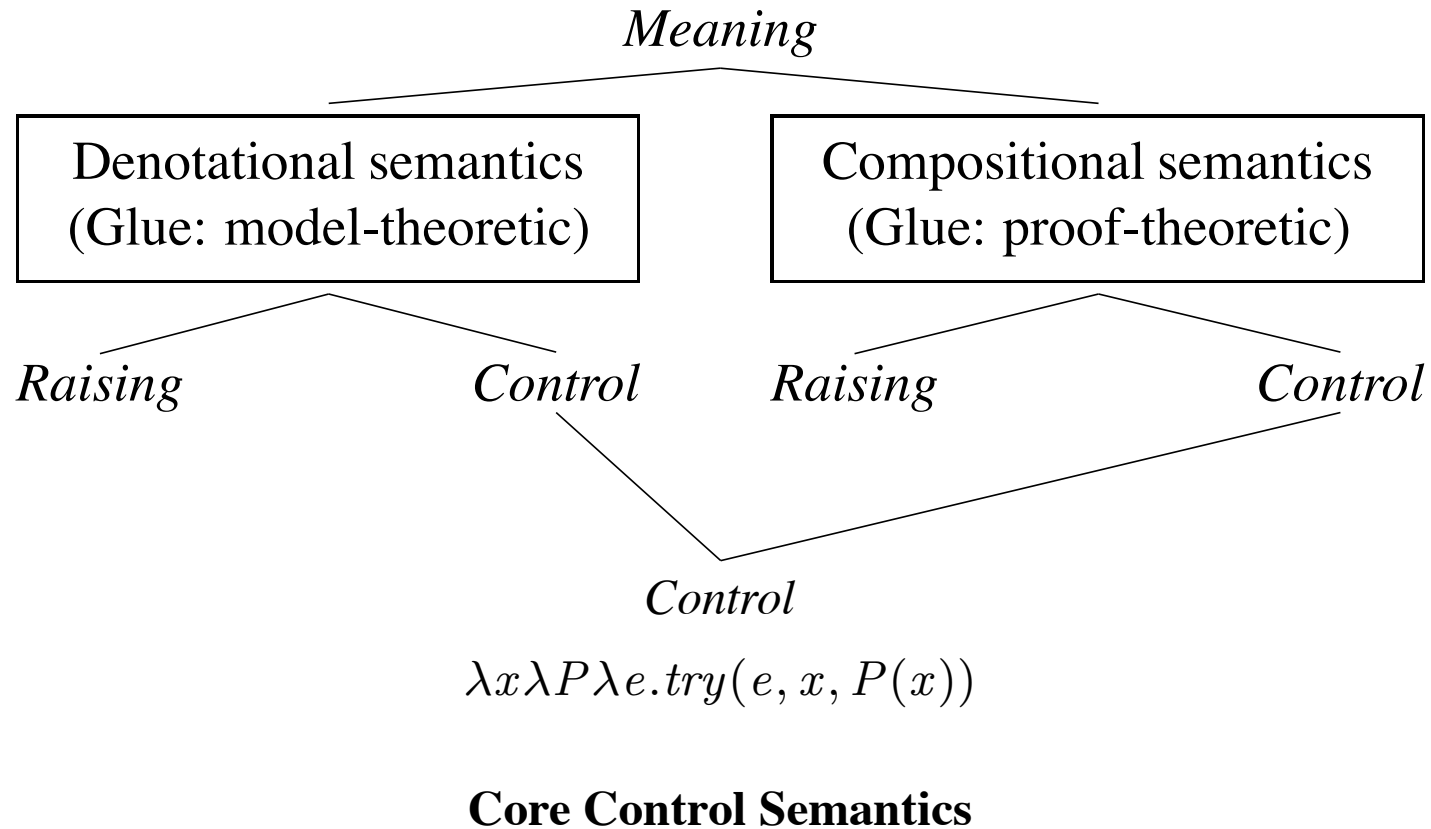 Meaning
Denotational semantics
(Glue: model-theoretic)
Compositional semantics
(Glue: proof-theoretic)
Raising
Control
Raising
Control
Control
λxλPλe.try(e, x, P(x))
Core Control Semantics